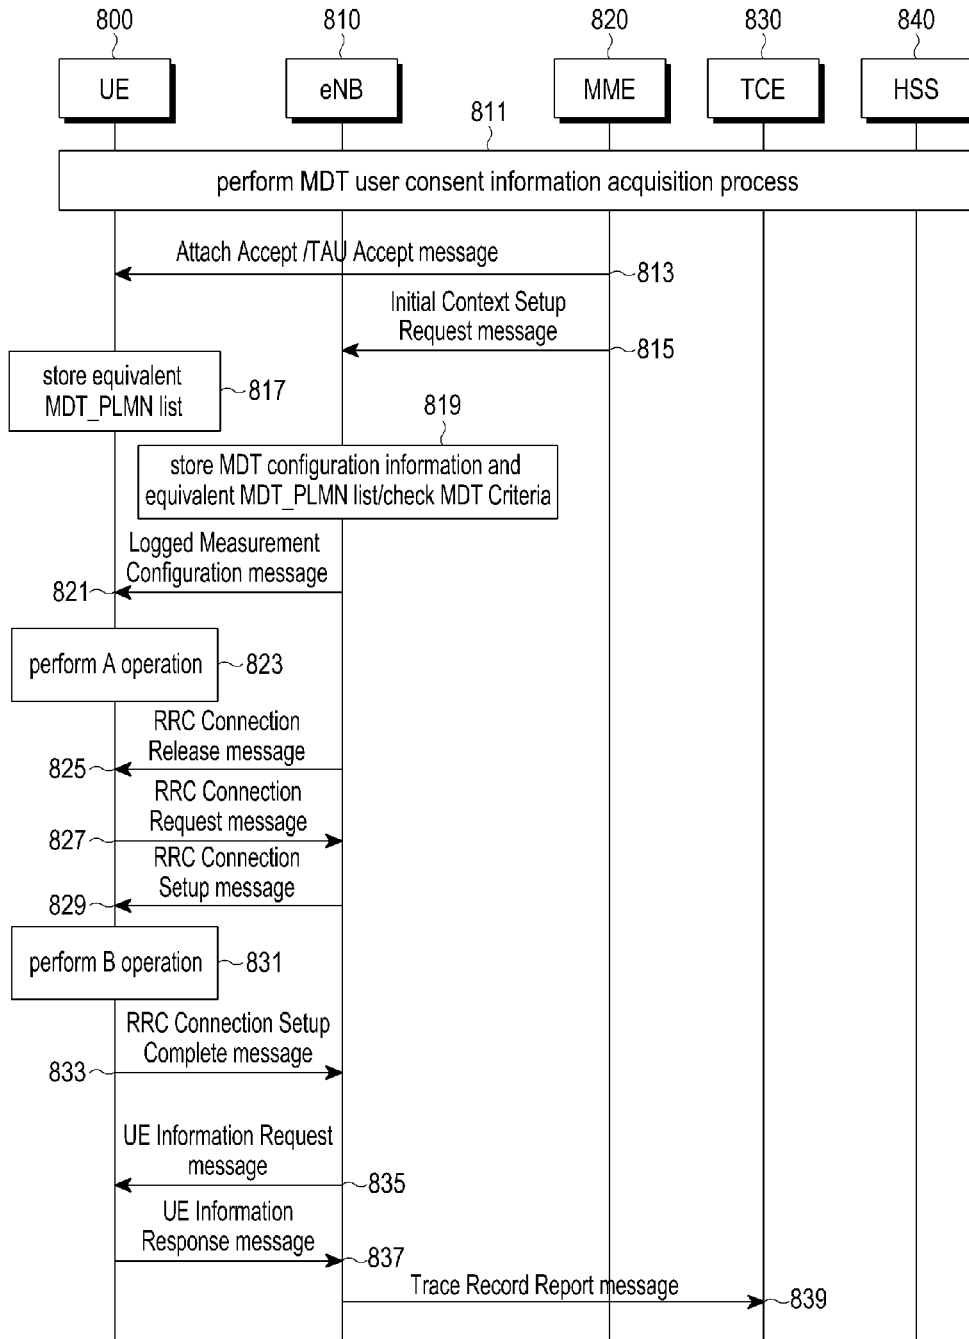 800
810
820
830
840
UE
eNB
MME
TCE
HSS
811
perform MDT user consent information acquisition process
Attach Accept /TAU Accept message
813
Initial Context Setup
Request message
815
store equivalent
MDT_PLMN list
817
819
store MDT configuration information and
equivalent MDT_PLMN list/check MDT Criteria
Logged Measurement
Configuration message
821
perform A operation
823
RRC Connection
Release message
825
RRC Connection
Request message
827
RRC Connection
Setup message
829
perform B operation
831
RRC Connection Setup
Complete message
833
UE Information Request
message
835
UE Information
Response message
837
Trace Record Report message
839